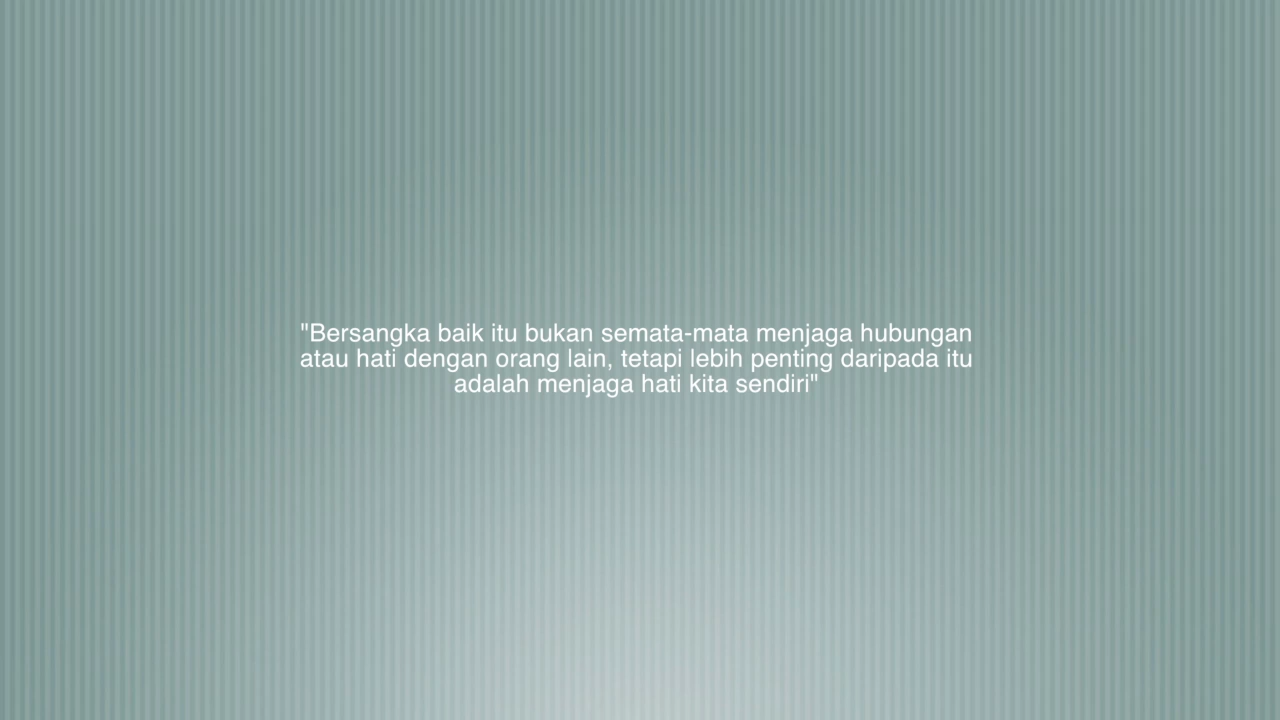 "Bersangka baik itu bukan semata-mata menjaga hubungan
atau hati dengan orang lain, tetapi lebih penting daripada itu
adalah menjaga hati kita sendiri"